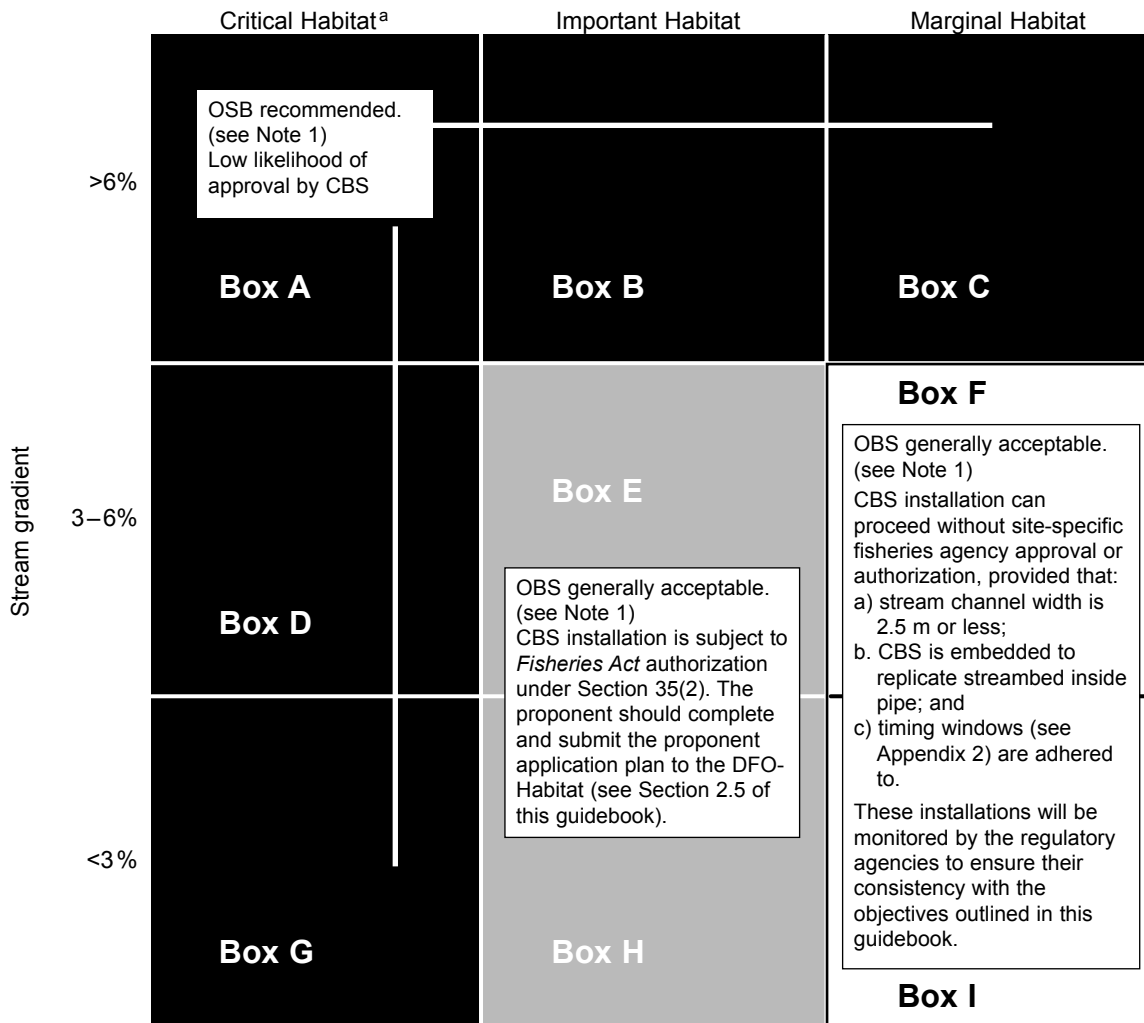 Critical Habitat a
Important Habitat
Marginal Habitat
Stream gradient
>6%
OSB recommended.
(see Note 1)
Low likelihood of
approval by CBS
Box A
Box B
Box C
3–6%
Box D
Box E
Box F
OBS generally acceptable.
(see Note 1)
CBS installation is subject to
Fisheries Act authorization
under Section 35(2). The
proponent should complete
and submit the proponent
application plan to the DFO-
Habitat (see Section 2.5 of
this guidebook).
OBS generally acceptable.
(see Note 1)
CBS installation can
proceed without site-specific
fisheries agency approval or
authorization, provided that:
a) stream channel width is
2.5 m or less;
b. CBS is embedded to
replicate streambed inside
pipe; and
c) timing windows (see
Appendix 2) are adhered
to.
These installations will be
monitored by the regulatory
agencies to ensure their
consistency with the
objectives outlined in this
guidebook.
<3%
Box G
Box H
Box I